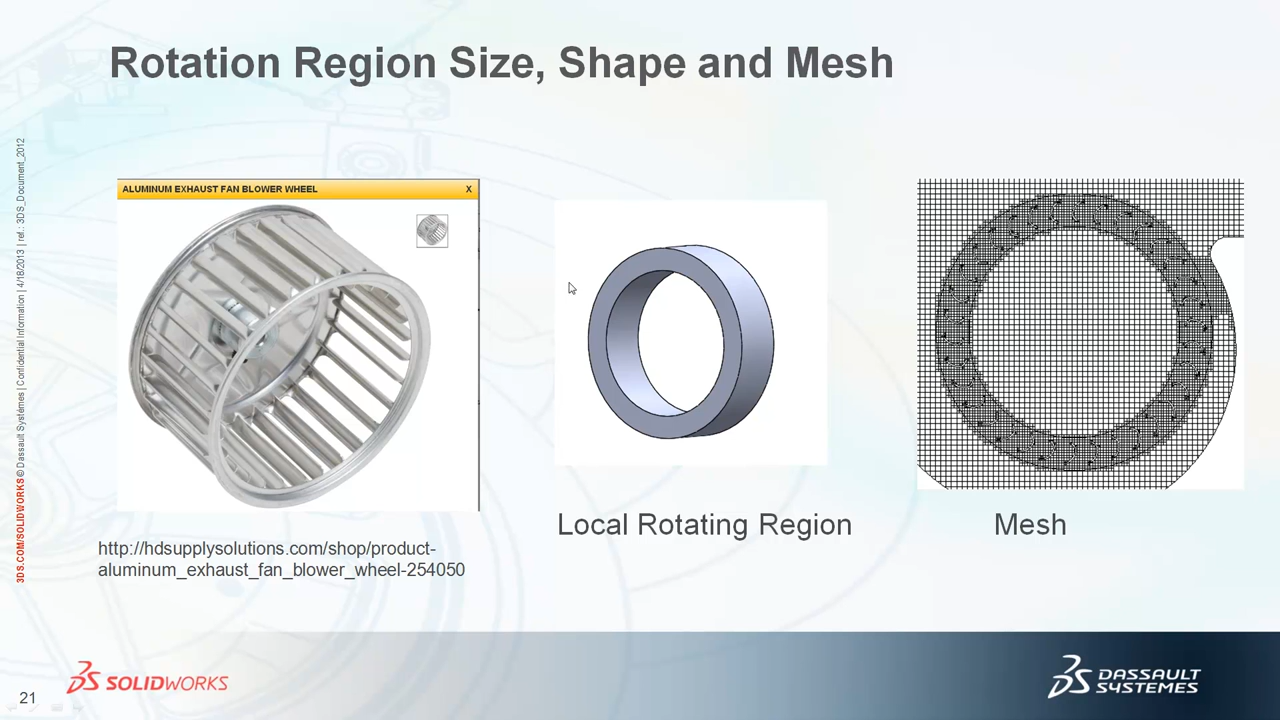 Rotation Region Size, Shape and Mesh
3DS.COM/SOLIDWORKS © Dassault Systèmes | Confidential Information | 4/18/2013 | ref.: 3DS_Document_2012
ALUMINUM EXHAUST FAN BLOWER WHEEL X
Local Rotating Region
Mesh
http://hdsupplysolutions.com/shop/product-
aluminum_exhaust_fan_blower_wheel-254050
21
SOLIDWORKS
DASSAULT
SYSTEMES